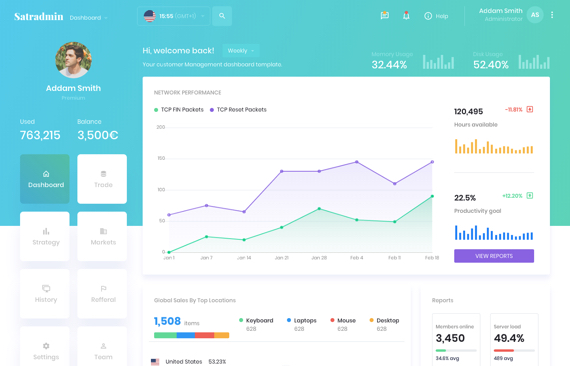 Satradmin
Dashboard
15:55 (GMT+)
Help
Addam Smith
Administrator
AS
Addam Smith
Premium
Used
763,215
Balance
3,500€
Dashboard
Trade
Strategy
Markets
History
Refferal
Settings
Team
Hi, welcome back!
Weekly
Your customer Management dashboard template
Memory Usage
32.44%
Disk Usage
52.40%
NETWORK PERFORMANCE
TCP FIN Packets
TCP Reset Packets
200
150
100
50
0
Jan 1
Jan 7
Jan 14
Jan 21
Jan 28
Feb 4
Feb 11
Feb 18
120,495
-11.81%
Hours available
22.5%
+12.20%
Productivity goal
VIEW REPORTS
Global Sales By Top Locations
1,508 items
Keyboard
628
Laptops
628
Mouse
628
Desktop
628
United States 53.23%
Reports
Members online
3,450
34.6% avg
Server load
49.4%
469 avg